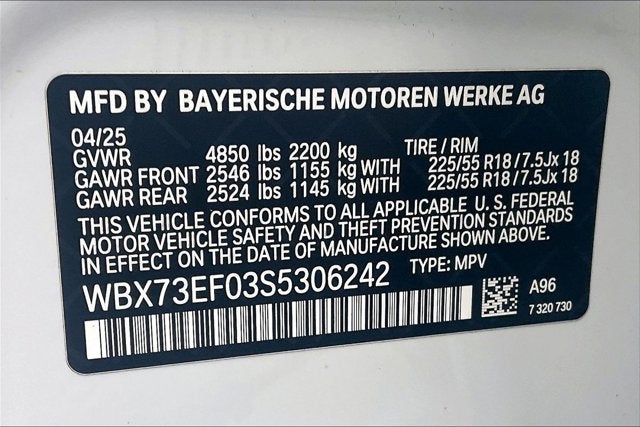 MFD BY BAYERISCHE MOTOREN WERKE AG
04/25 TIRE / RIM
GVWR 4850 lbs 2200 kg
GAWR FRONT 2546 lbs 1155 kg WITH 225/55 R18 / 7.5Jx 18
GAWR REAR 2524 lbs 1145 kg WITH 225/55 R18 / 7.5Jx 18
THIS VEHICLE CONFORMS TO ALL APPLICABLE U. S. FEDERAL
MOTOR VEHICLE SAFETY AND THEFT PREVENTION STANDARDS
IN EFFECT ON THE DATE OF MANUFACTURE SHOWN ABOVE.
WBX73EF03S5306242 TYPE: MPV
A96
7 320 730